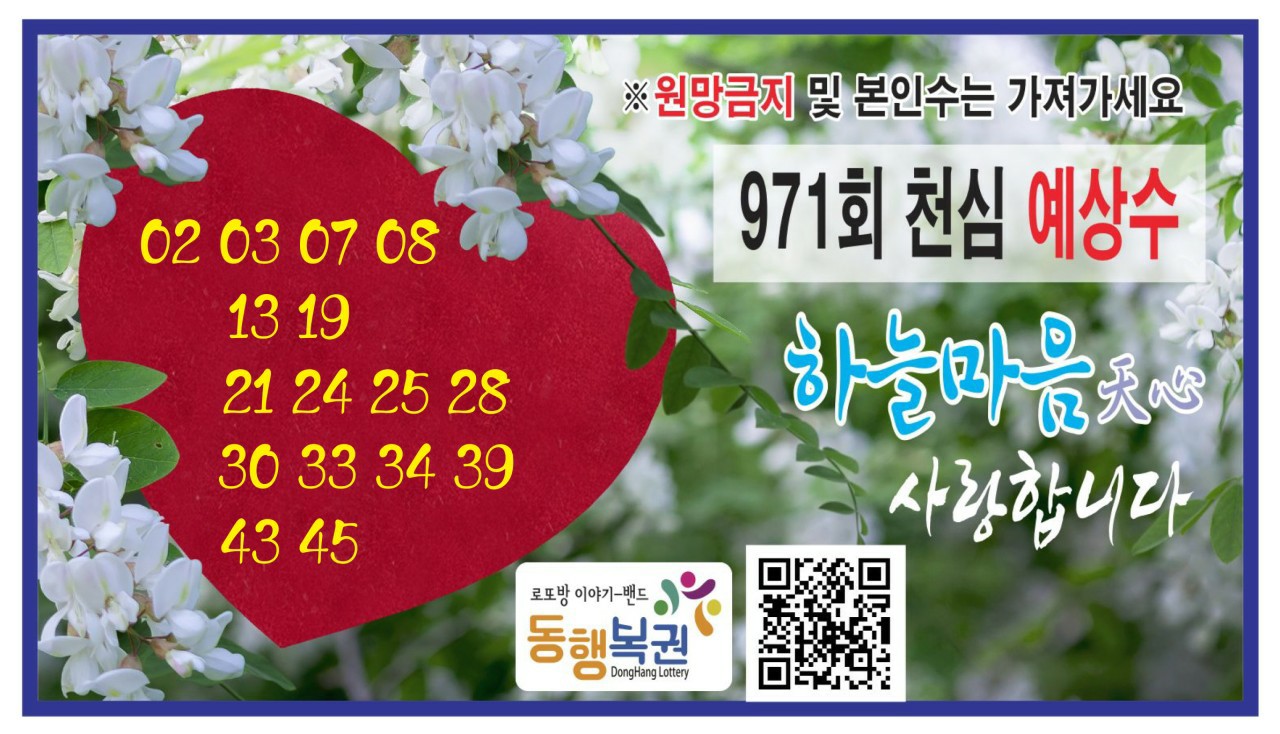 ※원망금지 및 본인수는 가져가세요
971회 천심 예상수
02 03 07 08
13 19
21 24 25 28
30 33 34 39
43 45
하늘마음天心
사랑합니다
로또방 이야기-밴드
동행복권
DongHang Lottery